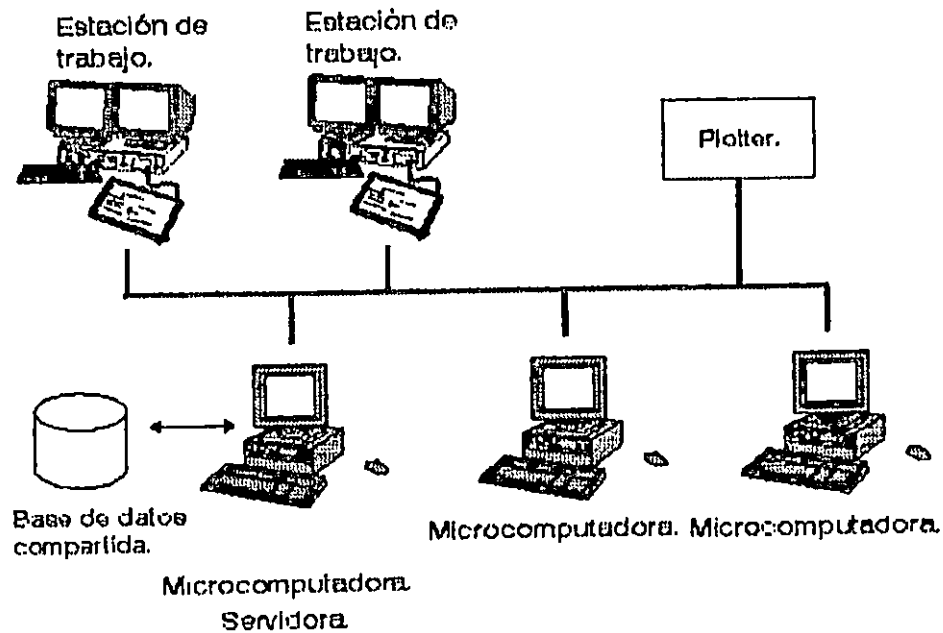 Estación de
trabajo.
Estación de
trabajo.
Plotter.
Base de datos
compartida.
Microcomputadora
Servidora
Microcomputadora. Microcomputadora.